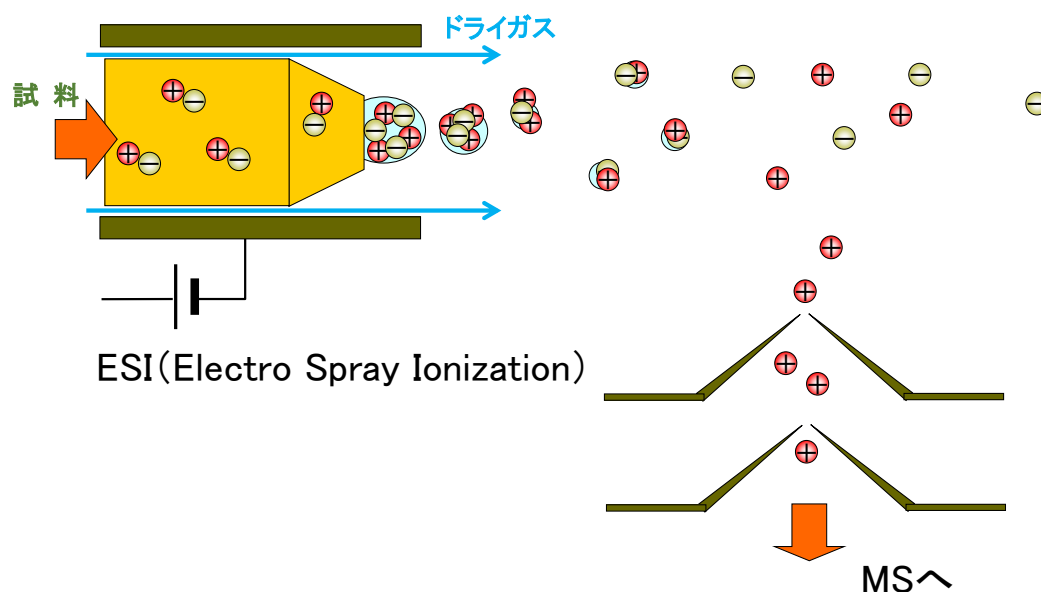 ドライガス
試 料
ESI(Electro Spray Ionization)
MSへ